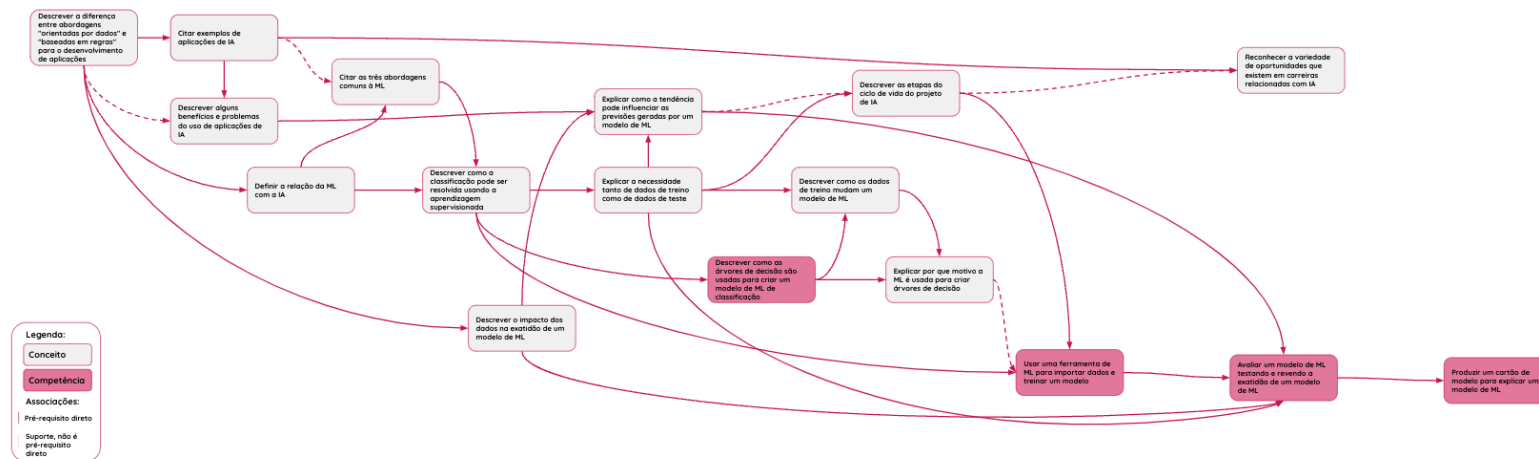 Descrever a diferença
entre abordagens
"orientadas por dados" e
"baseadas em regras"
para o desenvolvimento
de aplicações
Citar exemplos de
aplicações de IA
Descrever alguns
benefícios e problemas
do uso de aplicações de
IA
Citar as três abordagens
comuns à ML
Definir a relação da ML
com a IA
Descrever como a
classificação pode ser
resolvida usando a
aprendizagem
supervisionada
Explicar como a tendência
pode influenciar as
previsões geradas por um
modelo de ML
Explicar a necessidade
tanto de dados de treino
como de dados de teste
Descrever as etapas do
ciclo de vida do projeto
de IA
Descrever como os dados
de treino mudam um
modelo de ML
Reconhecer a variedade
de oportunidades que
existem em carreiras
relacionadas com IA
Descrever como as
árvores de decisão são
usadas para criar um
modelo de ML de
classificação
Explicar por que motivo a
ML é usada para criar
árvores de decisão
Descrever o impacto dos
dados na exatidão de um
modelo de ML
Usar uma ferramenta de
ML para importar dados e
treinar um modelo
Avaliar um modelo de ML
testando e revendo a
exatidão de um modelo
de ML
Produzir um cartão de
modelo para explicar um
modelo de ML
Legenda:
Conceito
Competência
Associações:
Pré-requisito direto
Suporte, não é
pré-requisito
direto